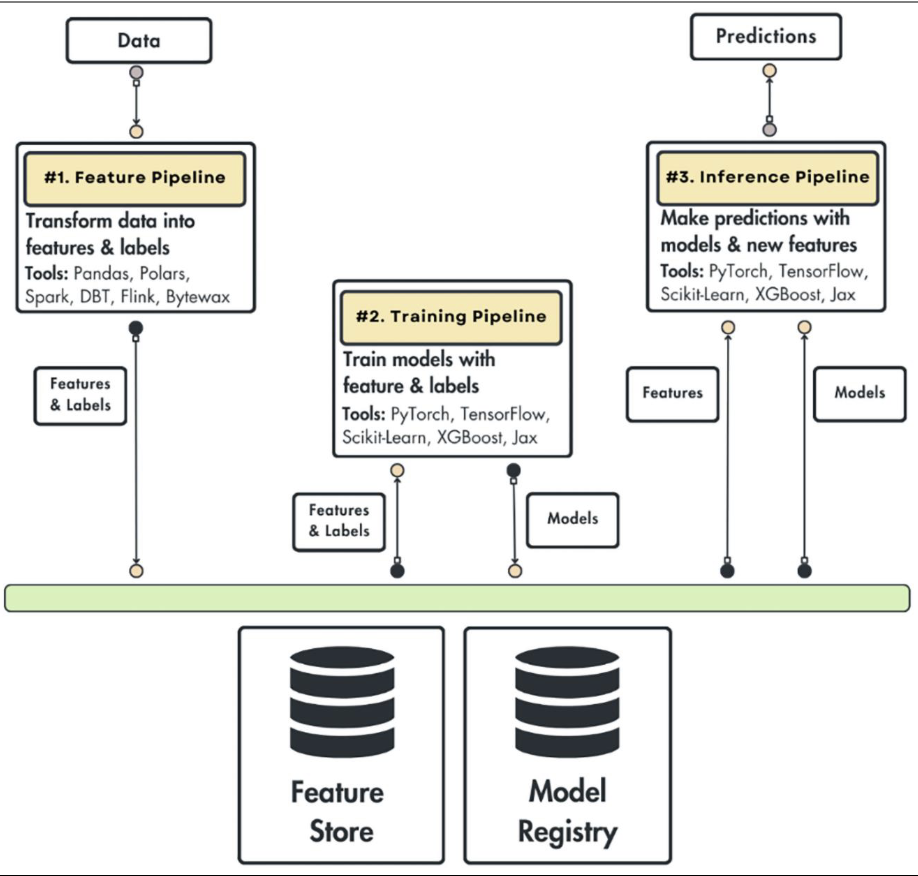 Data
#1. Feature Pipeline
Transform data into
features & labels
Tools: Pandas, Polars,
Spark, DBT, Flink, Bytewax
Features
& Labels
#2. Training Pipeline
Train models with
feature & labels
Tools: PyTorch, TensorFlow,
Scikit-Learn, XGBoost, Jax
Features
& Labels
Models
Predictions
#3. Inference Pipeline
Make predictions with
models & new features
Tools: PyTorch, TensorFlow,
Scikit-Learn, XGBoost, Jax
Features
Models
Feature
Store
Model
Registry